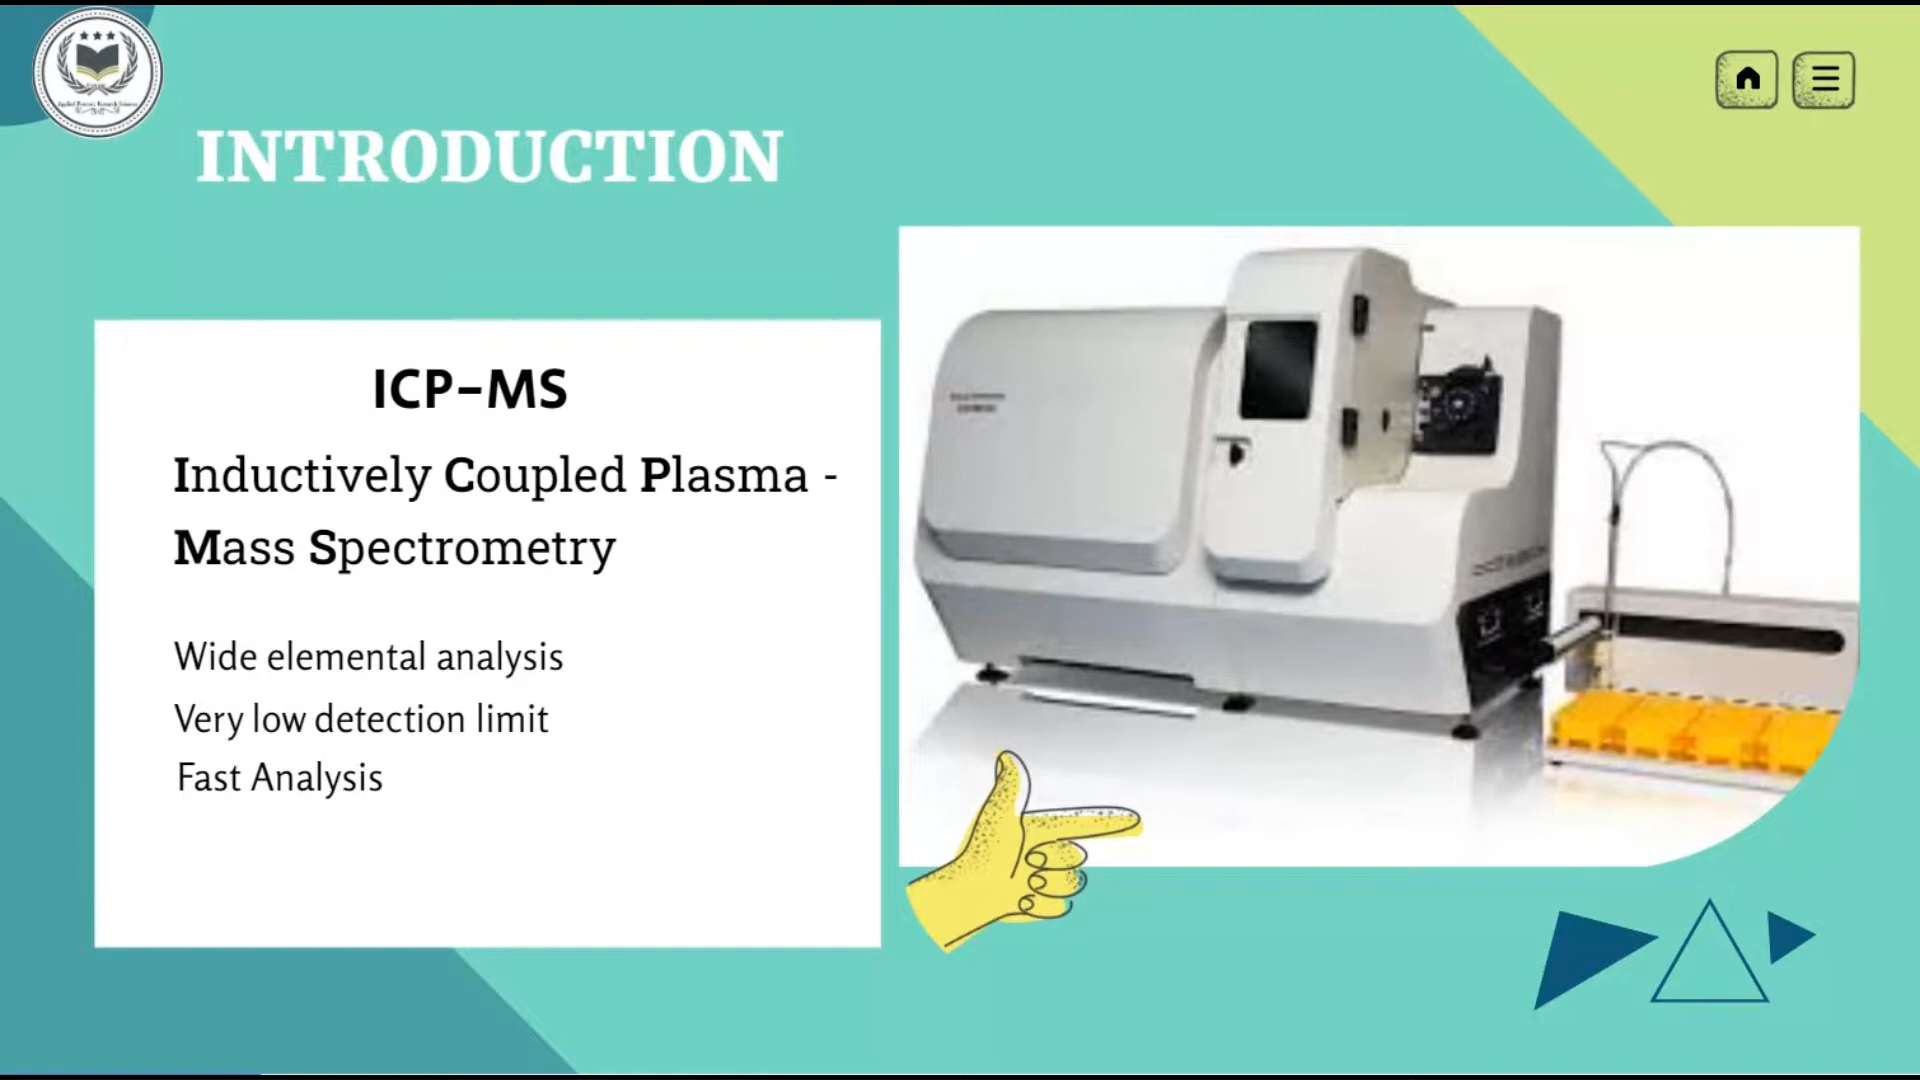 INTRODUCTION
ICP-MS
Inductively Coupled Plasma -
Mass Spectrometry
Wide elemental analysis
Very low detection limit
Fast Analysis